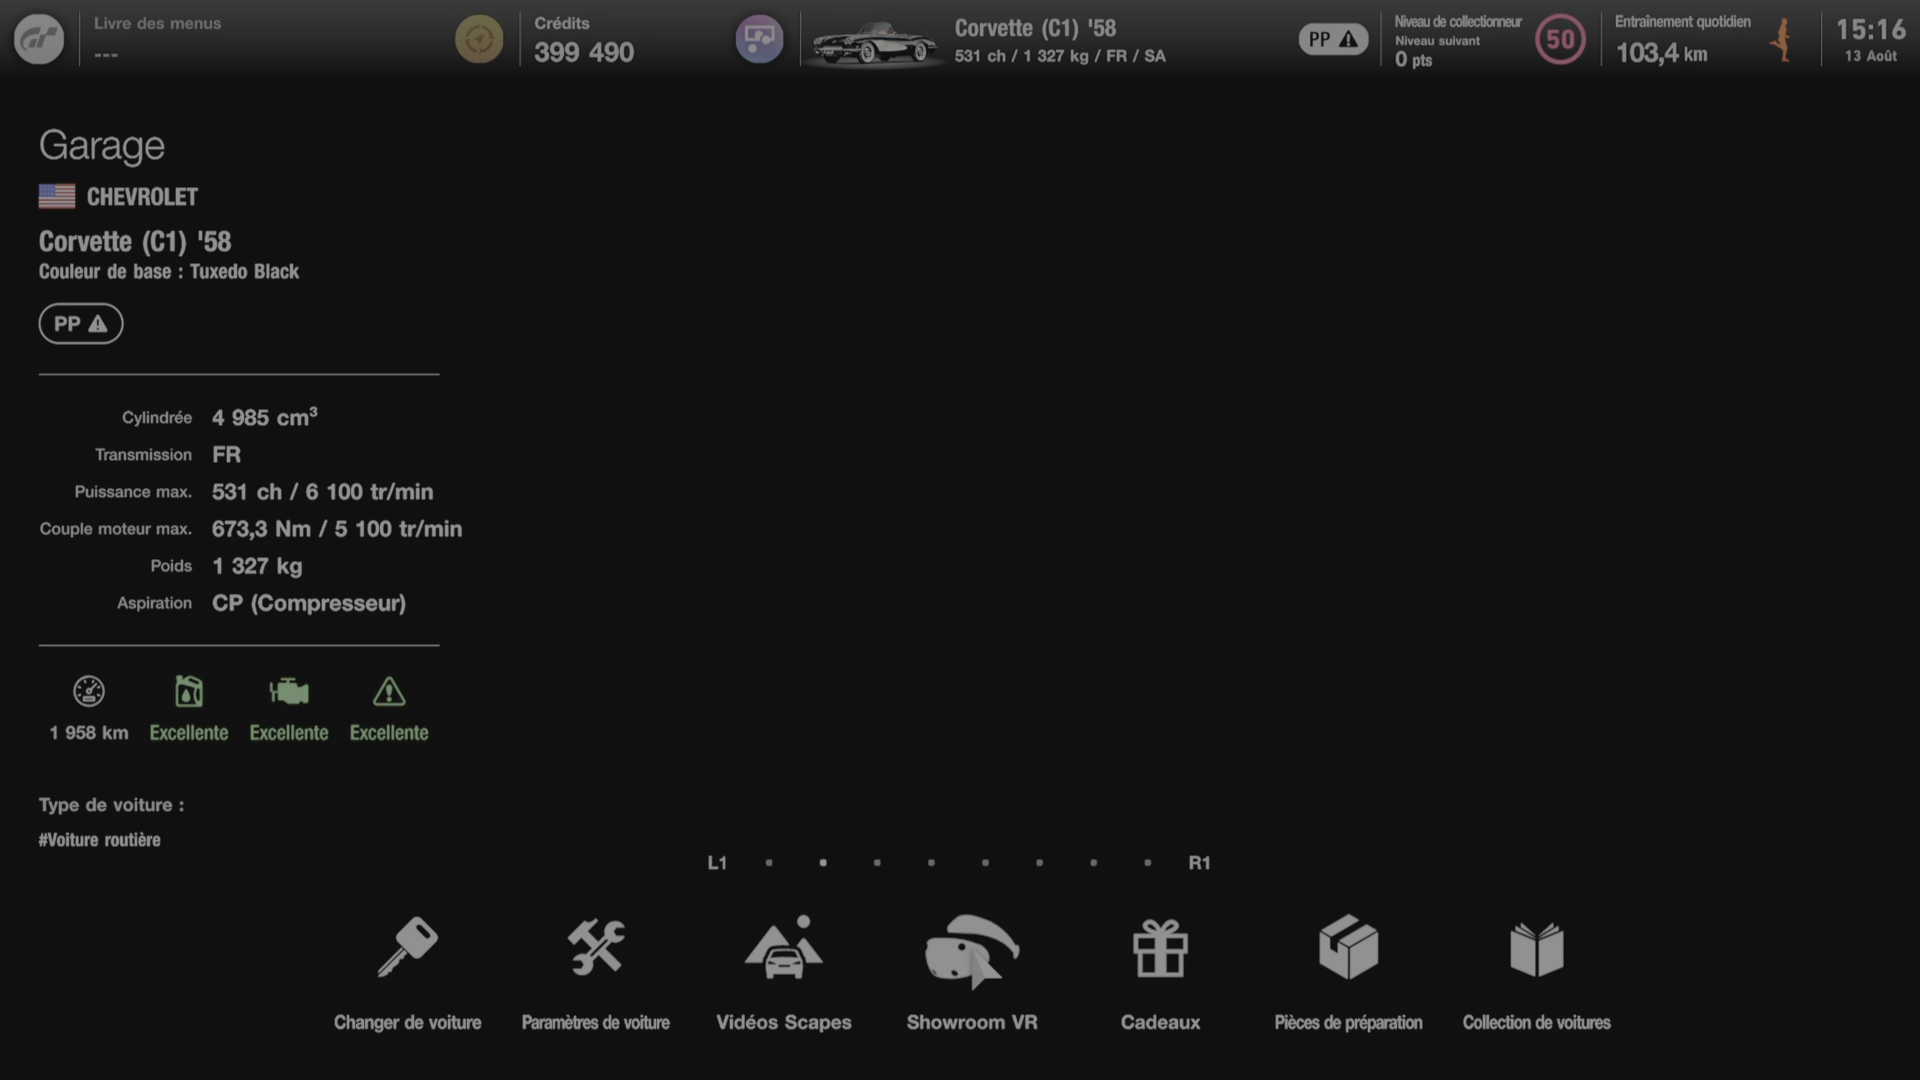 Livre des menus
---
Crédits
399 490
Corvette (C1) '58
531 ch / 1 327 kg / FR / SA
PP
Niveau de collectionneur
Niveau suivant
0 pts
50
Entraînement quotidien
103,4 km
15:16
13 Août
Garage
CHEVROLET
Corvette (C1) '58
Couleur de base : Tuxedo Black
PP
Cylindrée 4 985 cm³
Transmission FR
Puissance max. 531 ch / 6 100 tr/min
Couple moteur max. 673,3 Nm / 5 100 tr/min
Poids 1 327 kg
Aspiration CP (Compresseur)
1 958 km Excellente Excellente Excellente
Type de voiture :
#Voiture routière
L1 R1
Changer de voiture Paramètres de voiture Vidéos Scapes Showroom VR Cadeaux Pièces de préparation Collection de voitures